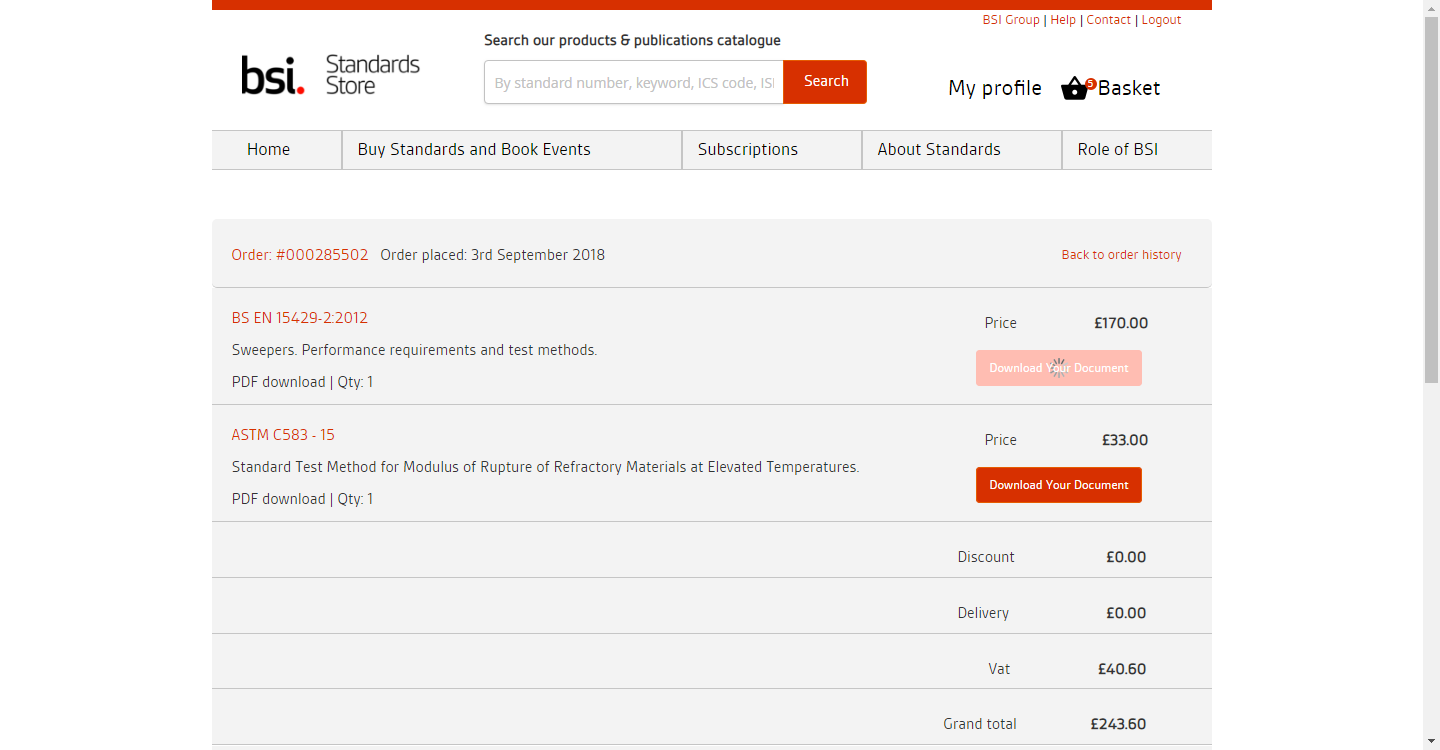 BSI Group | Help | Contact | Logout
Search our products & publications catalogue
bsi. Standards Store
By standard number, keyword, ICS code, ISI
Search
My profile
5
Basket
Home
Buy Standards and Book Events
Subscriptions
About Standards
Role of BSI
Order: #000285502 Order placed: 3rd September 2018
Back to order history
BS EN 15429-2:2012
Price £170.00
Sweepers. Performance requirements and test methods.
Download Your Document
PDF download | Qty: 1
ASTM C583 - 15
Price £33.00
Standard Test Method for Modulus of Rupture of Refractory Materials at Elevated Temperatures.
Download Your Document
PDF download | Qty: 1
Discount £0.00
Delivery £0.00
Vat £40.60
Grand total £243.60